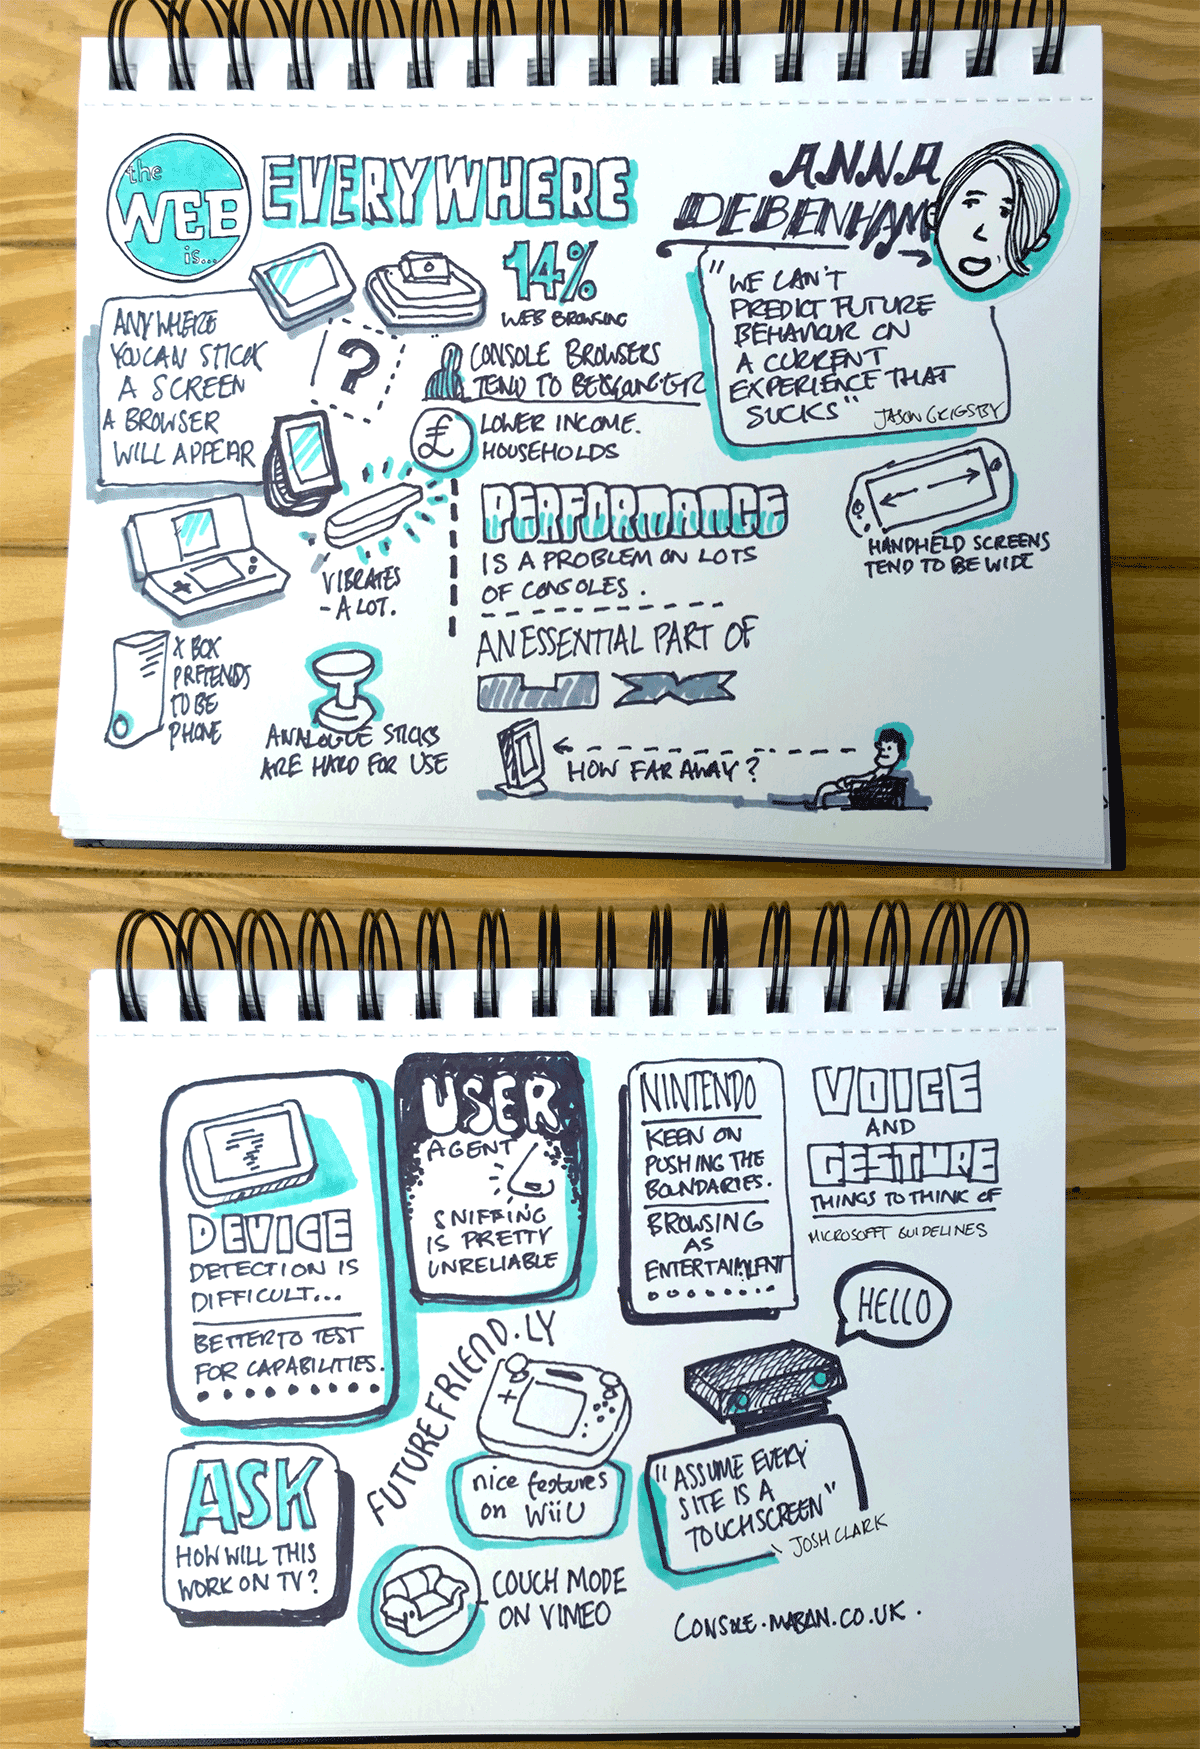 the
WEB
is...
EVERYWHERE
ANNA
DEBENHAM
ANYWHERE
YOU CAN STICK
A SCREEN
A BROWSER
WILL APPEAR
?
14%
WEB BROWSING
CONSOLE BROWSERS
TEND TO BE YOUNGER
£
LOWER INCOME.
HOUSEHOLDS
"WE CAN'T
PREDICT FUTURE
BEHAVIOUR ON
A CURRENT
EXPERIENCE THAT
SUCKS"
JASON GRIGSBY
VIBRATES
- A LOT.
PERFORMANCE
IS A PROBLEM ON LOTS
OF CONSOLES.
HANDHELD SCREENS
TEND TO BE WIDE
X BOX
PRETENDS
TO BE
PHONE
ANALOGUE STICKS
ARE HARD FOR USE
AN ESSENTIAL PART OF
HOW FAR AWAY?
DEVICE
DETECTION IS
DIFFICULT...
BETTER TO TEST
FOR CAPABILITIES.
USER
AGENT
SNIFFING
IS PRETTY
UNRELIABLE
NINTENDO
KEEN ON
PUSHING THE
BOUNDARIES.
BROWSING
AS
ENTERTAINMENT
VOICE
AND
GESTURE
THINGS TO THINK OF
MICROSOFFT GUIDELINES
HELLO
FUTUREFRIEND.LY
nice features
on WiiU
"ASSUME EVERY
SITE IS A
TOUCHSCREEN"
JOSH CLARK
ASK
HOW WILL THIS
WORK ON TV?
COUCH MODE
ON VIMEO
CONSOLE.MABAN.CO.UK.